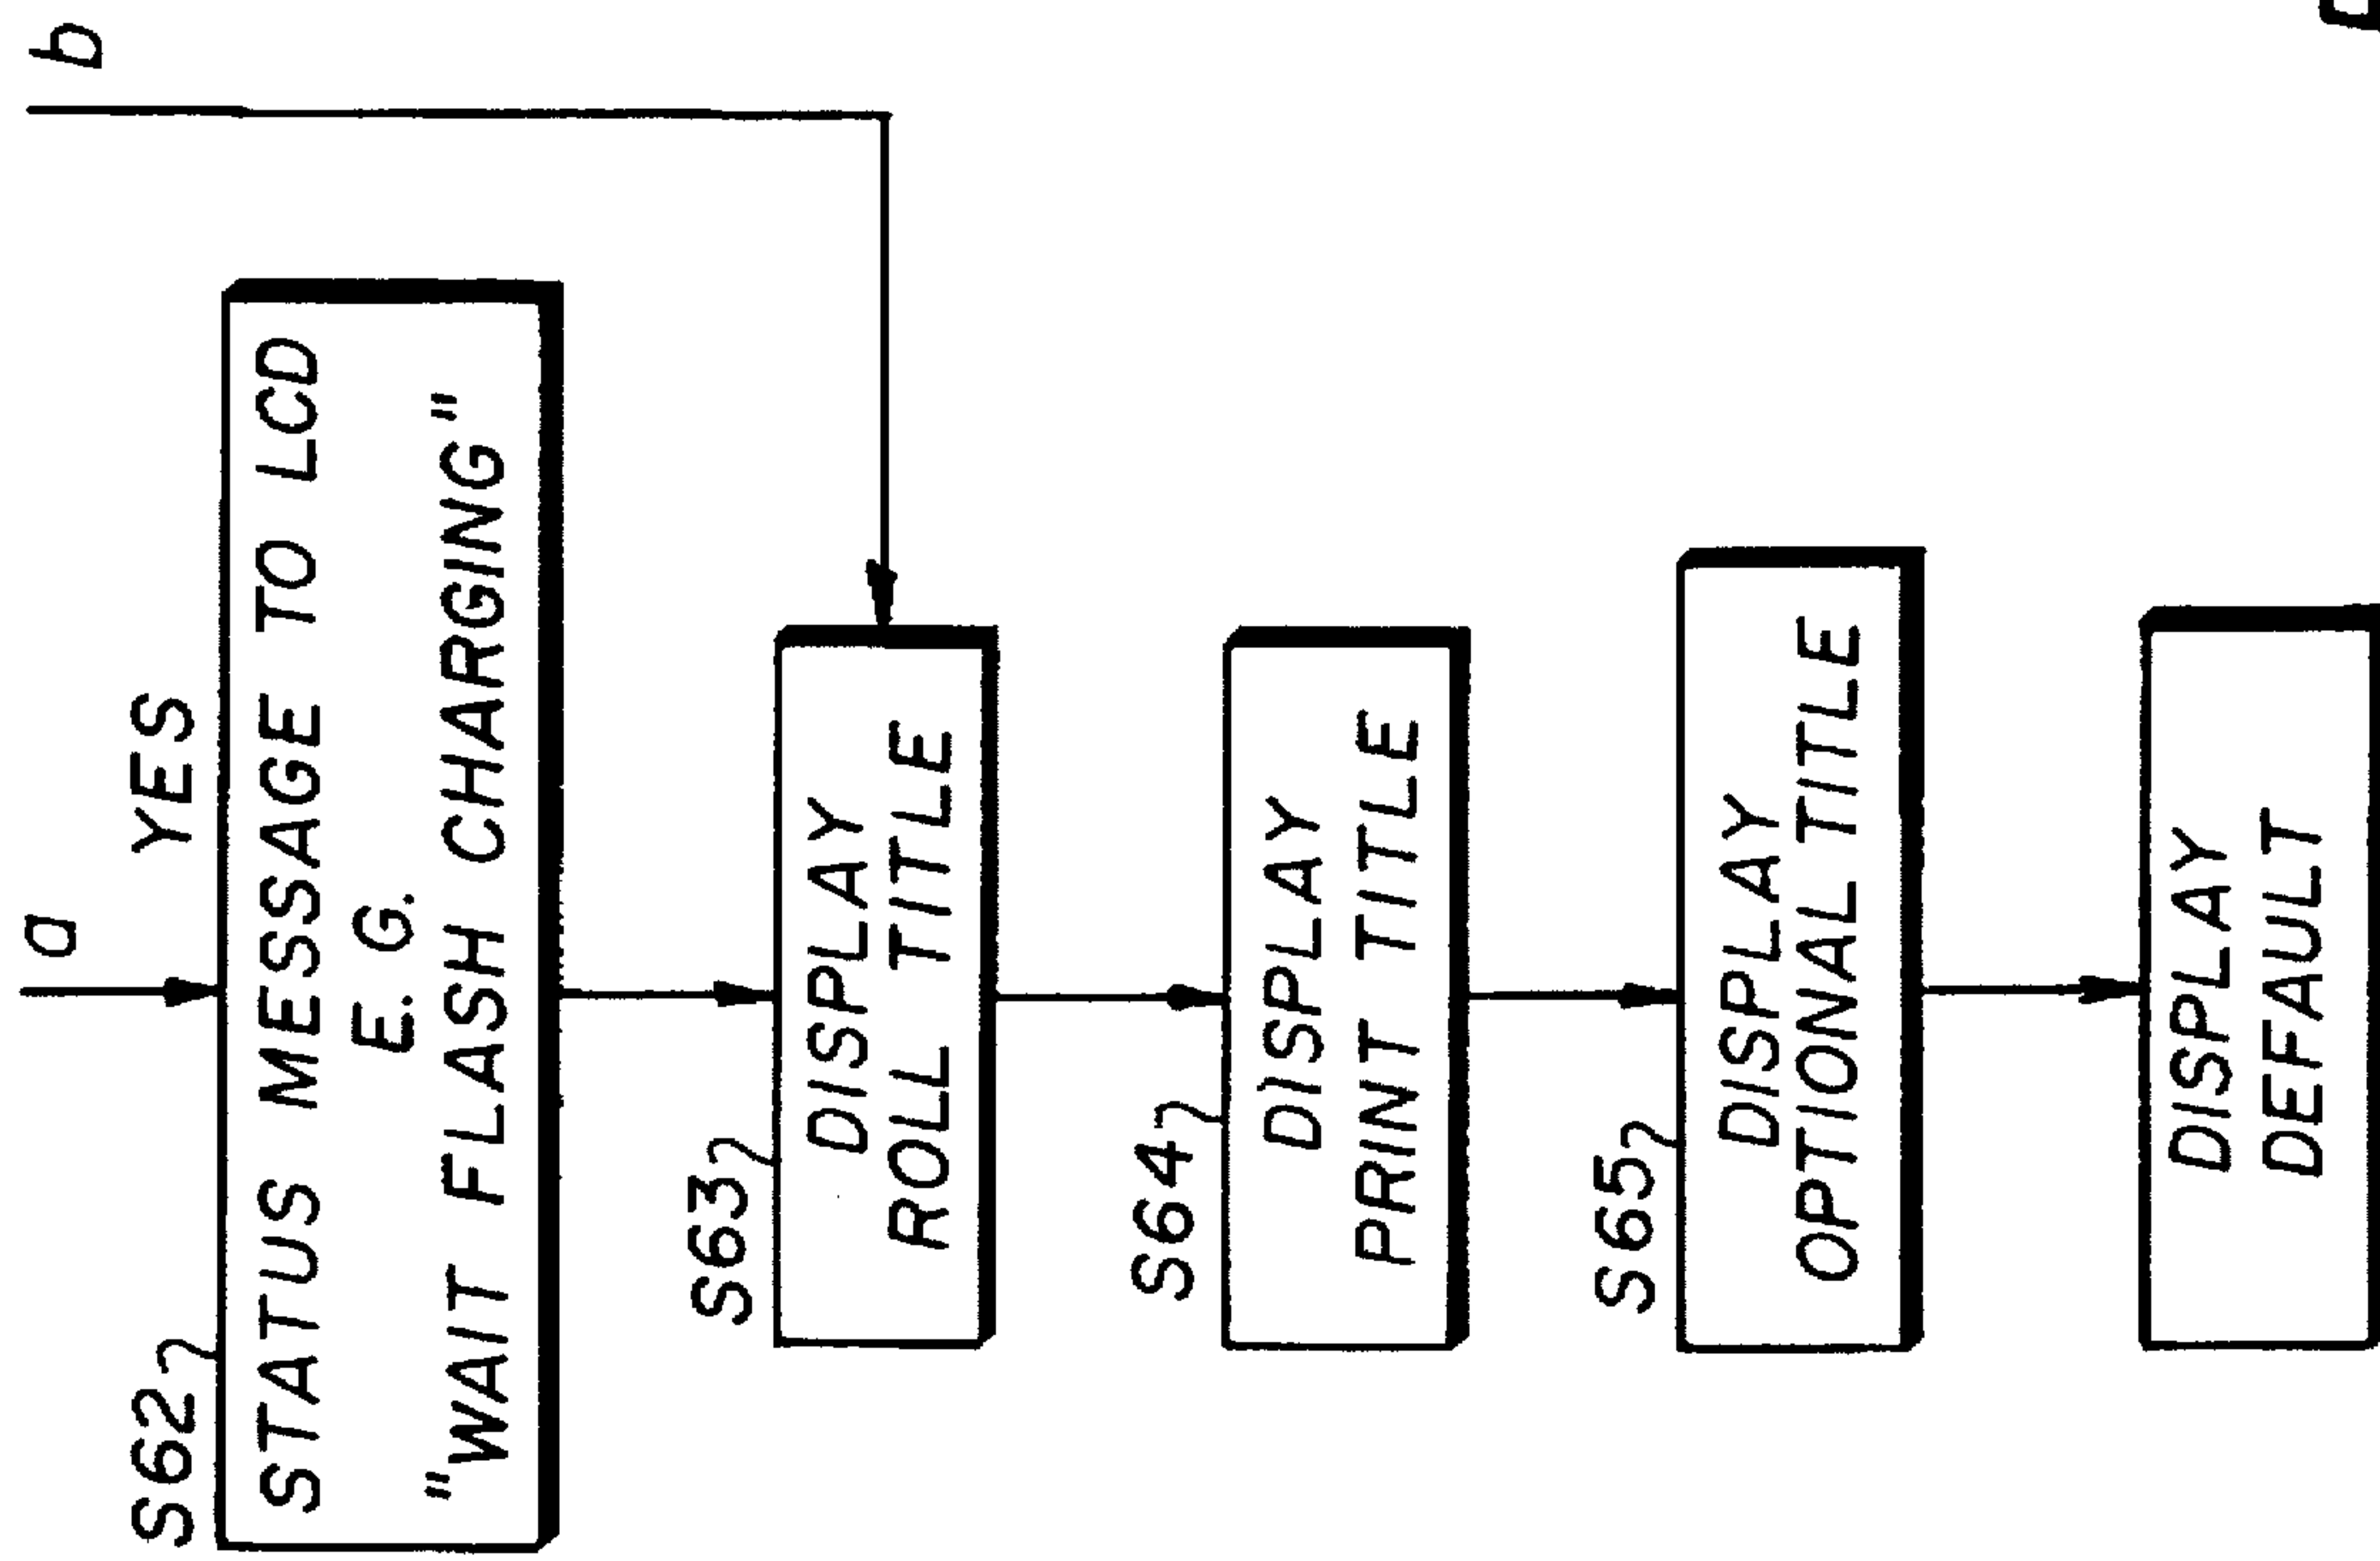 a
b
YES
S62
STATUS MESSAGE TO LCD
E.G.
"WAIT FLASH CHARGING"
S63
DISPLAY
ROLL TITLE
S64
DISPLAY
PRINT TITLE
S65
DISPLAY
OPTIONAL TITLE
DISPLAY
DEFAULT